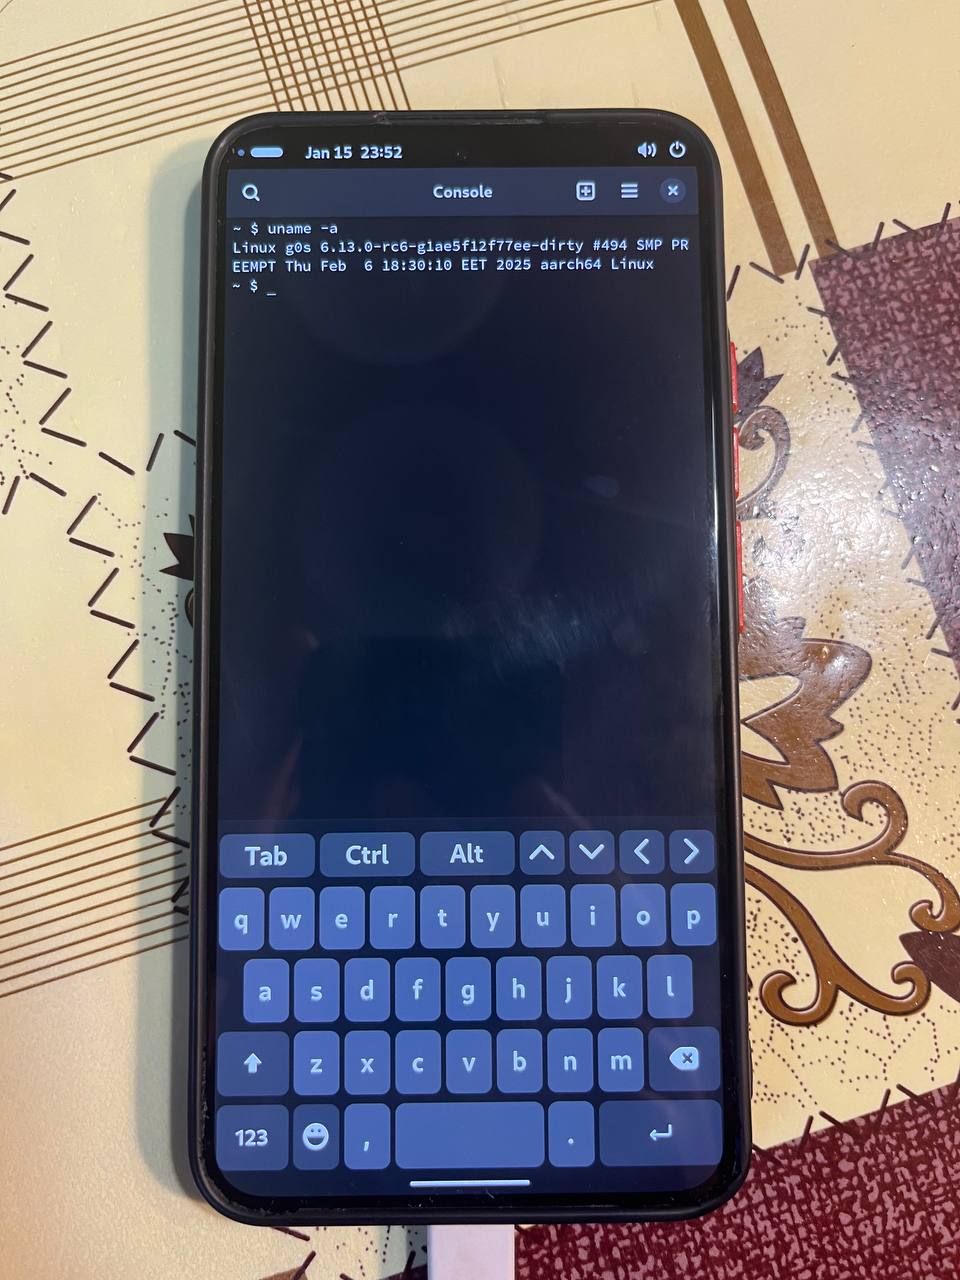 Jan 15 23:52
Console
~ $ uname -a
Linux g0s 6.13.0-rc6-g1ae5f12f77ee-dirty #494 SMP PR
EEMPT Thu Feb  6 18:30:10 EET 2025 aarch64 Linux
~ $ _
Tab Ctrl Alt
q w e r t y u i o p
a s d f g h j k l
z x c v b n m
123 , .